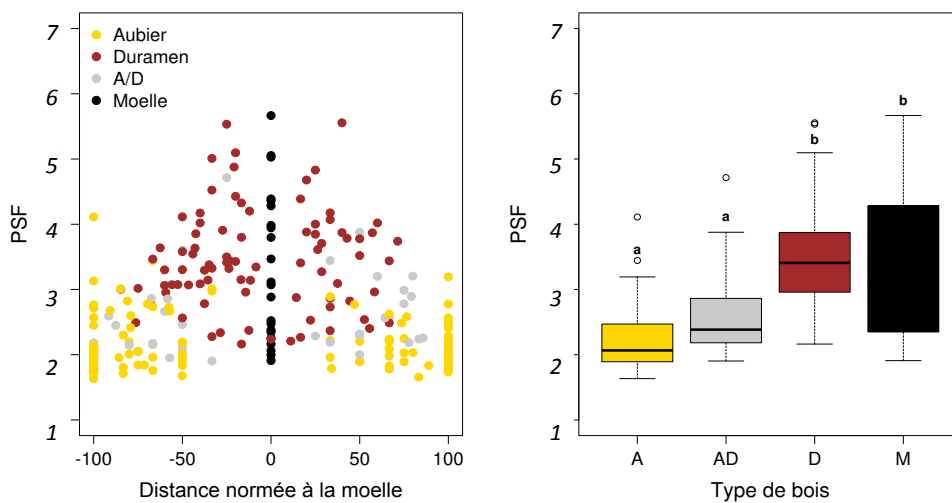 7
6
5
4
3
2
1
PSF
Aubier
Duramen
A/D
Moelle
-100 -50 0 50 100
Distance normée à la moelle
7
6
5
4
3
2
1
PSF
a
a
b
b
A AD D M
Type de bois